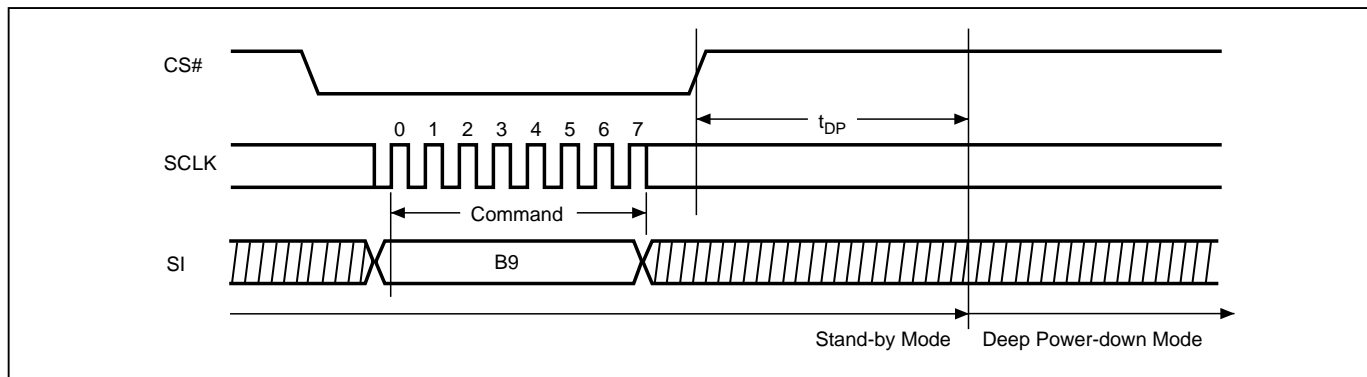 CS#
tDP
0 1 2 3 4 5 6 7
SCLK
Command
SI
B9
Stand-by Mode
Deep Power-down Mode